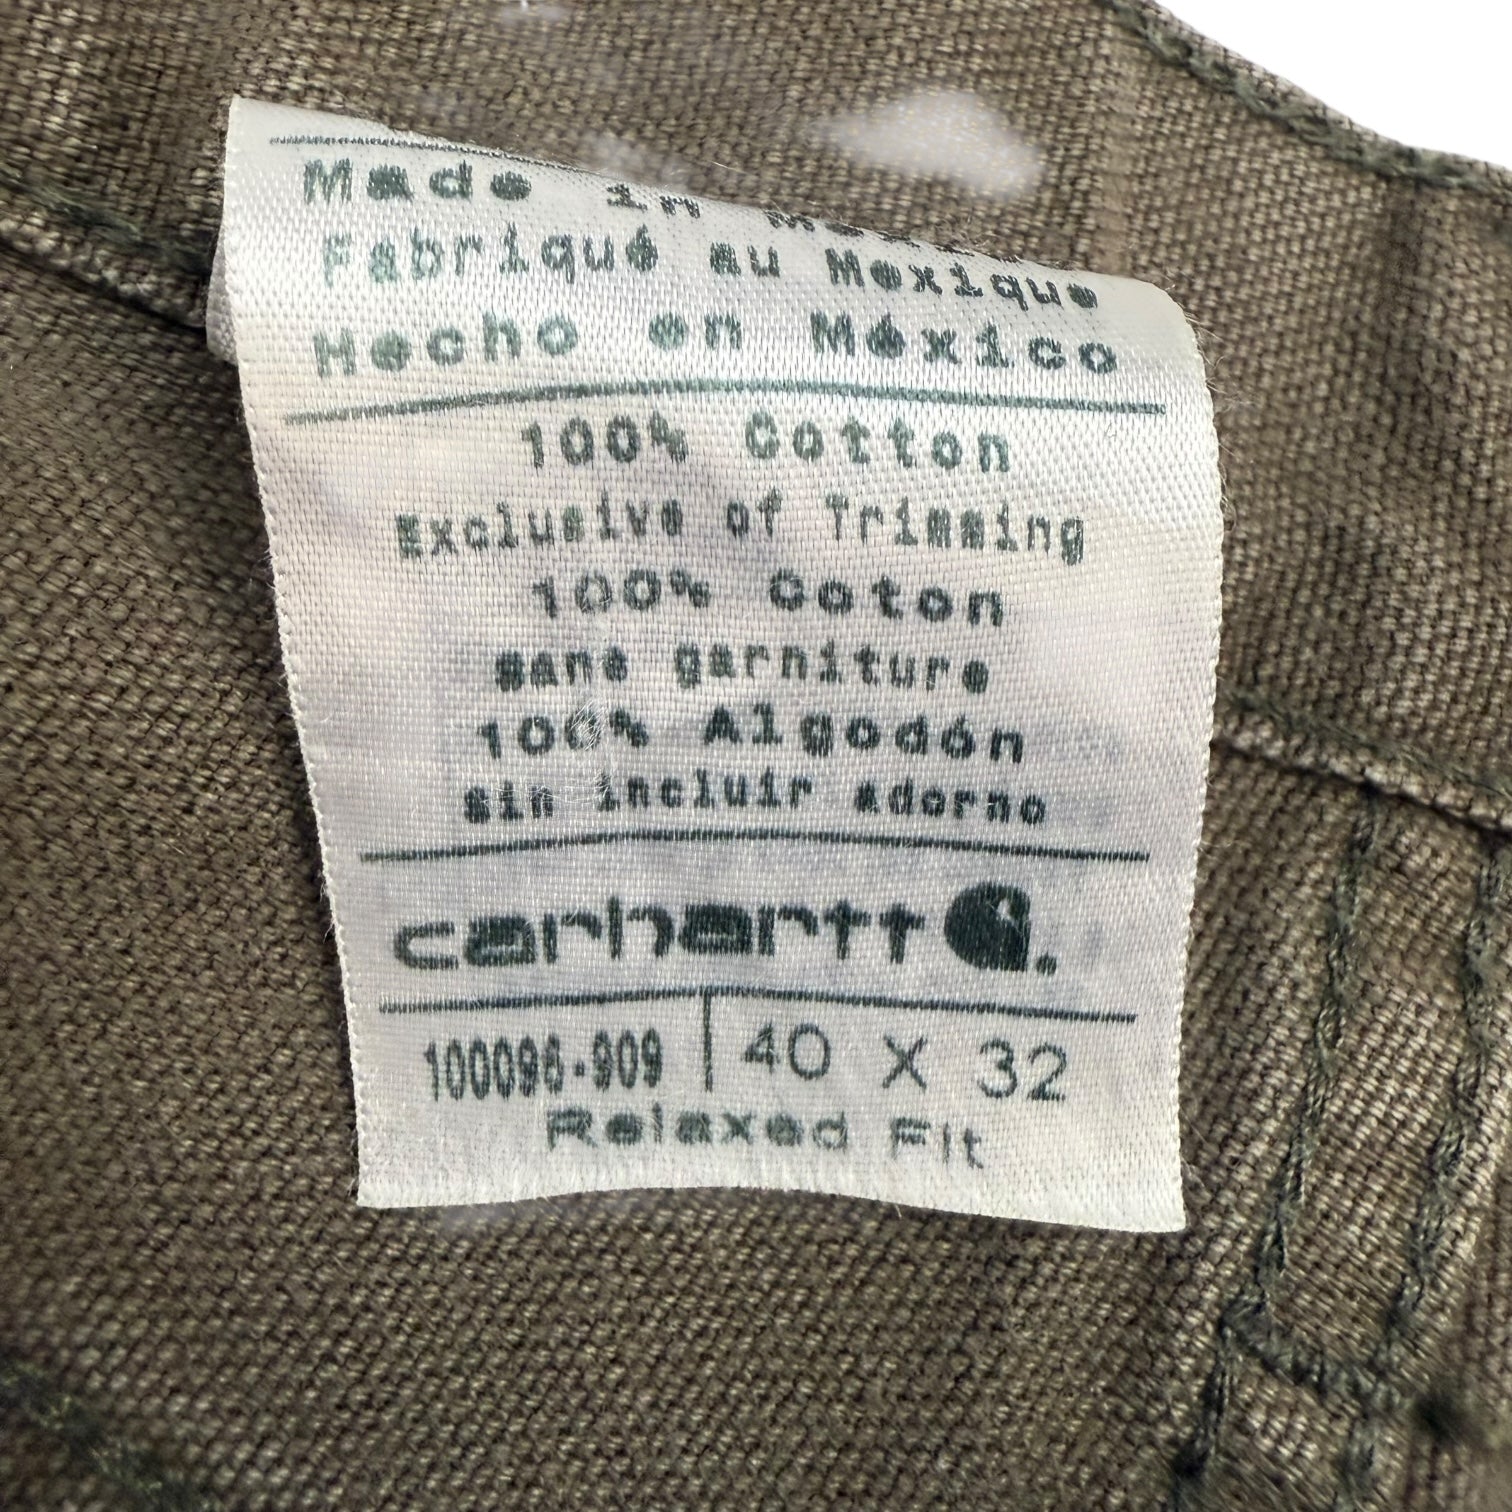 Made in Mexico
Fabriqué au Mexique
Hecho en México
100% Cotton
Exclusive of Trimming
100% Coton
sans garniture
100% Algodón
sin incluir adorno
carhartt
100096-909 | 40 X 32
Relaxed Fit